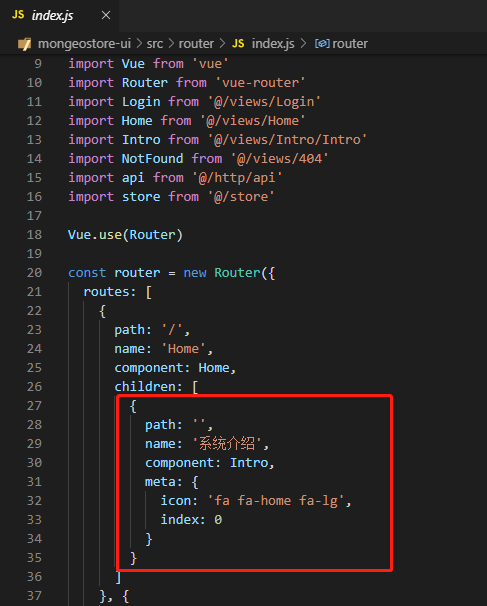 JS index.js ×
mongeostore-ui > src > router > JS index.js > router
9 import Vue from 'vue'
10 import Router from 'vue-router'
11 import Login from '@/views/Login'
12 import Home from '@/views/Home'
13 import Intro from '@/views/Intro/Intro'
14 import NotFound from '@/views/404'
15 import api from '@/http/api'
16 import store from '@/store'
17
18 Vue.use(Router)
19
20 const router = new Router({
21 routes: [
22 {
23 path: '/',
24 name: 'Home',
25 component: Home,
26 children: [
27 {
28 path: '',
29 name: '系统介绍',
30 component: Intro,
31 meta: {
32 icon: 'fa fa-home fa-lg',
33 index: 0
34 }
35 }
36 ]
37 }, {